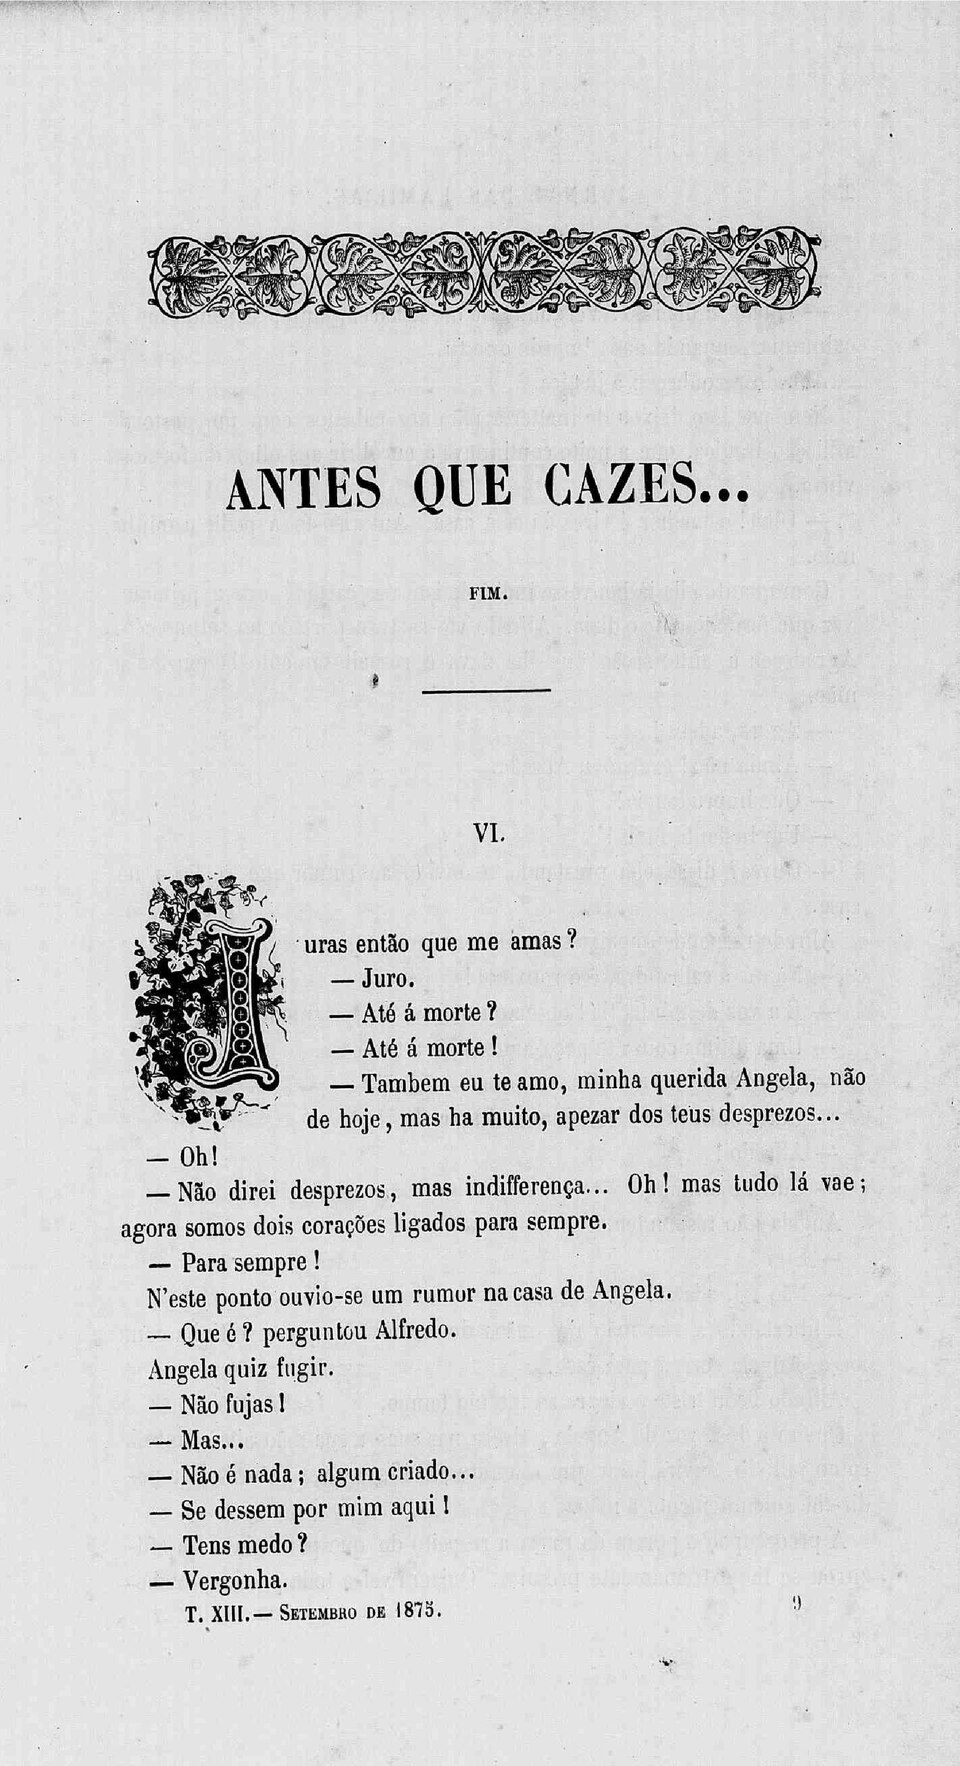 ANTES QUE CAZES...
FIM.
VI.
Juras então que me amas?
— Juro.
— Até á morte?
— Até á morte!
— Tambem eu te amo, minha querida Angela, não
de hoje, mas ha muito, apezar dos teus desprezos...
— Oh!
— Não direi desprezos, mas indifferença... Oh! mas tudo lá vae;
agora somos dois corações ligados para sempre.
— Para sempre!
N'este ponto ouvio-se um rumor na casa de Angela.
— Que é? perguntou Alfredo.
Angela quiz fugir.
— Não fujas!
— Mas...
— Não é nada; algum criado...
— Se dessem por mim aqui!
— Tens medo?
— Vergonha.
T. XIII.— SETEMBRO DE 1875. 9